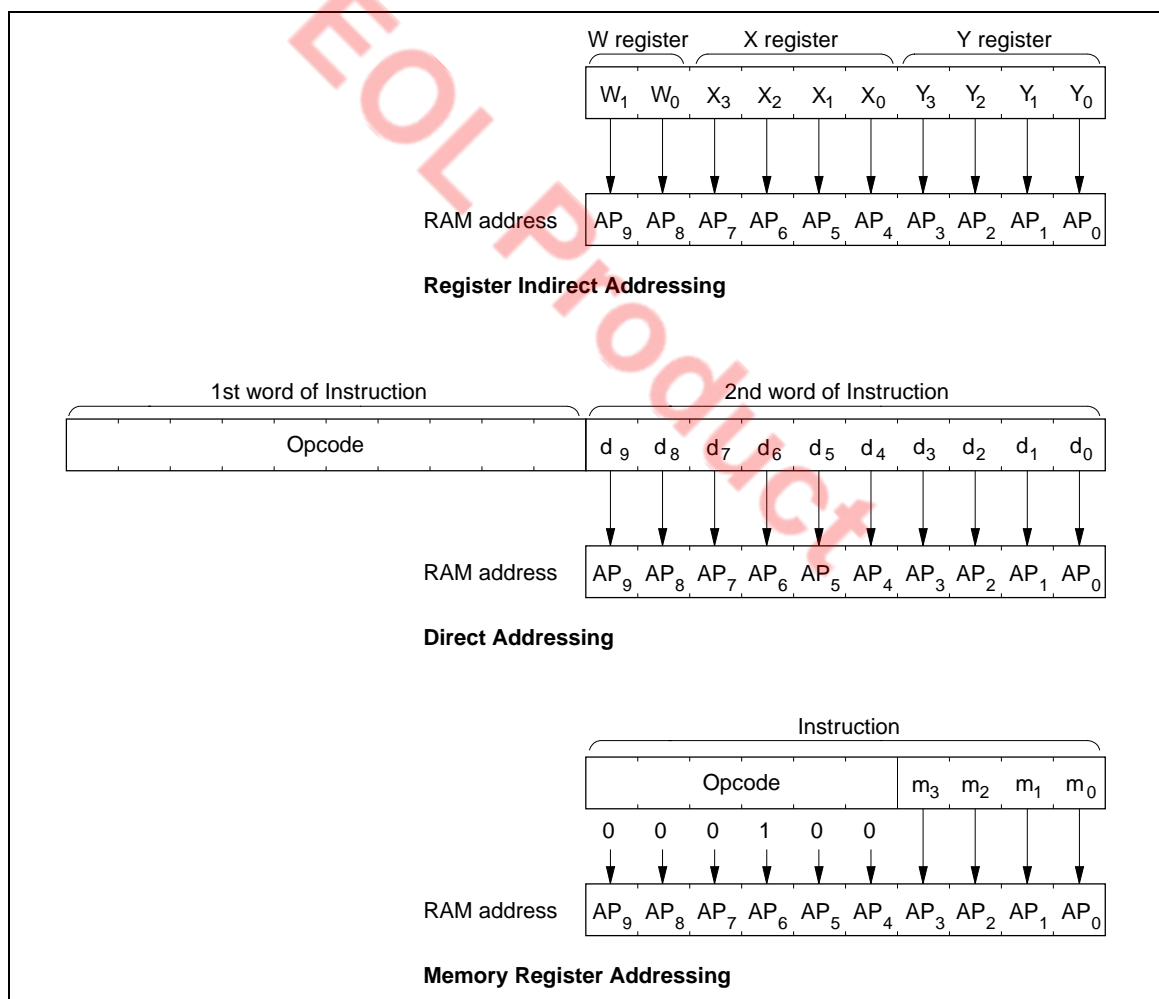 W register X register Y register
W1 W0 X3 X2 X1 X0 Y3 Y2 Y1 Y0
RAM address AP9 AP8 AP7 AP6 AP5 AP4 AP3 AP2 AP1 AP0
Register Indirect Addressing
1st word of Instruction 2nd word of Instruction
Opcode d9 d8 d7 d6 d5 d4 d3 d2 d1 d0
RAM address AP9 AP8 AP7 AP6 AP5 AP4 AP3 AP2 AP1 AP0
Direct Addressing
Instruction
Opcode m3 m2 m1 m0
0 0 0 1 0 0
RAM address AP9 AP8 AP7 AP6 AP5 AP4 AP3 AP2 AP1 AP0
Memory Register Addressing
EOL Product